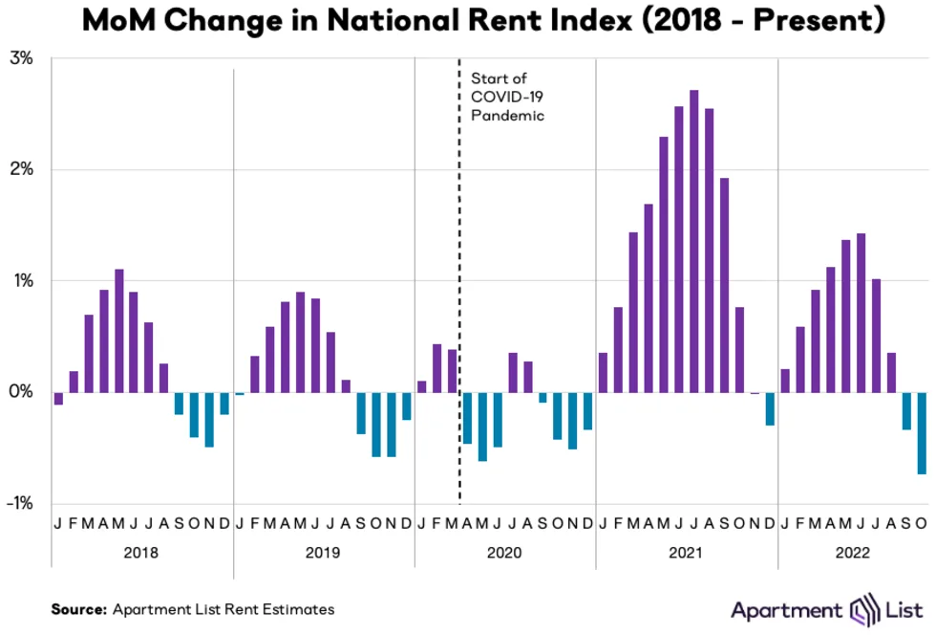 MoM Change in National Rent Index (2018 - Present)
3%
2%
1%
0%
-1%
Start of
COVID-19
Pandemic
J F M A M J J A S O N D J F M A M J J A S O N D J F M A M J J A S O N D J F M A M J J A S O N D J F M A M J J A S O
2018 2019 2020 2021 2022
Source: Apartment List Rent Estimates
Apartment List